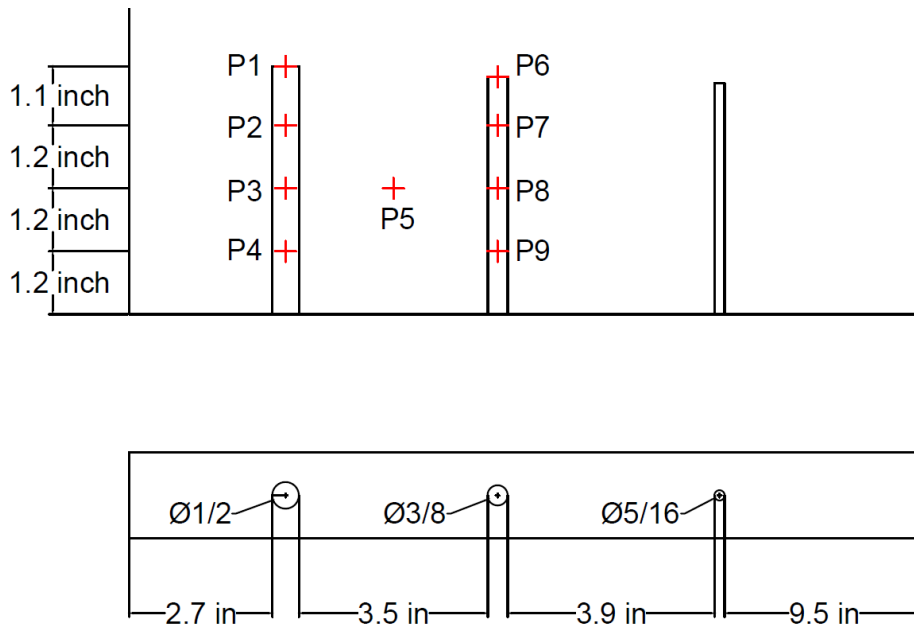 P1
P6
1.1 inch
P2
P7
1.2 inch
P3
P8
P5
1.2 inch
P4
P9
1.2 inch
Ø1/2
Ø3/8
Ø5/16
2.7 in
3.5 in
3.9 in
9.5 in